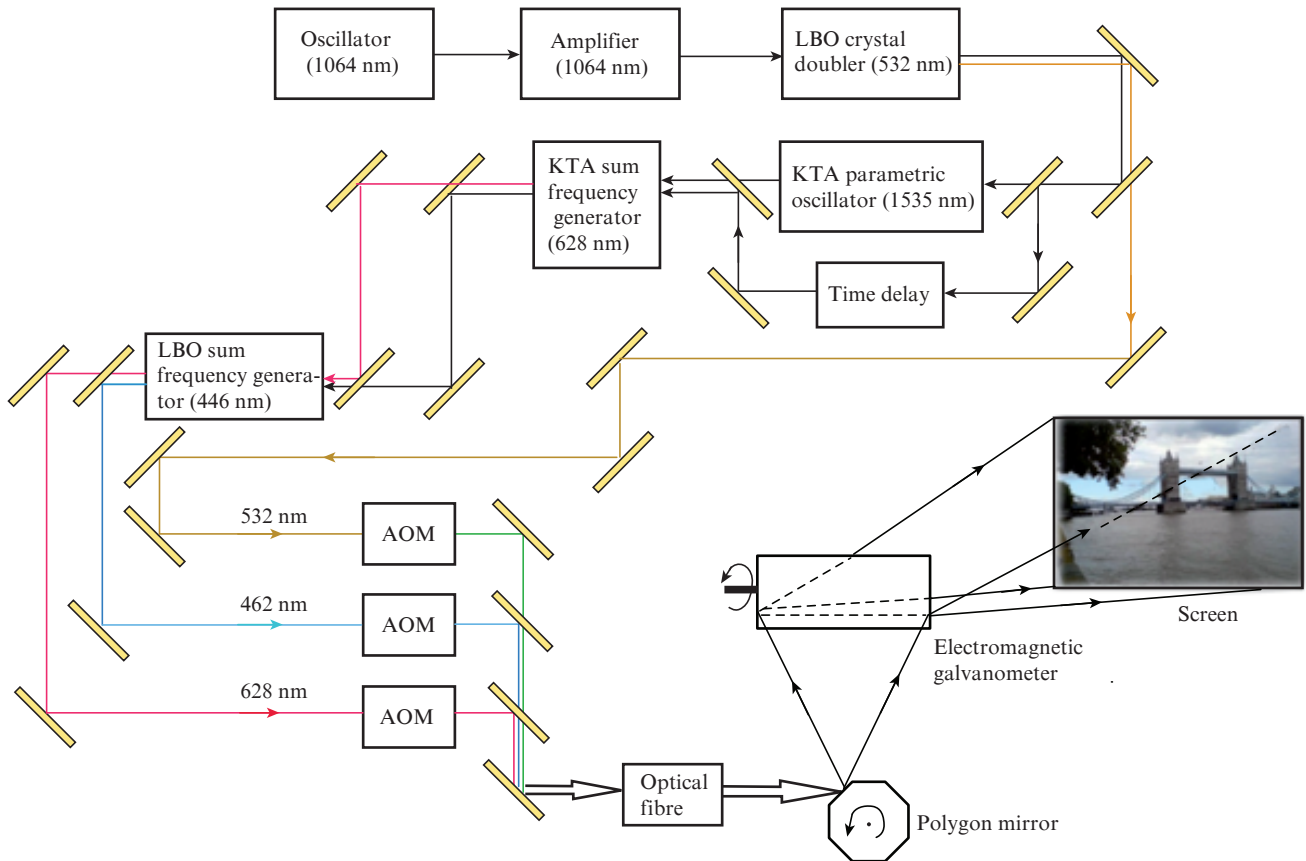 Oscillator
(1064 nm)
Amplifier
(1064 nm)
LBO crystal
doubler (532 nm)
KTA sum
frequency
generator
(628 nm)
KTA parametric
oscillator (1535 nm)
Time delay
LBO sum
frequency genera-
tor (446 nm)
532 nm
AOM
462 nm
AOM
628 nm
AOM
Optical
fibre
Polygon mirror
Electromagnetic
galvanometer
Screen